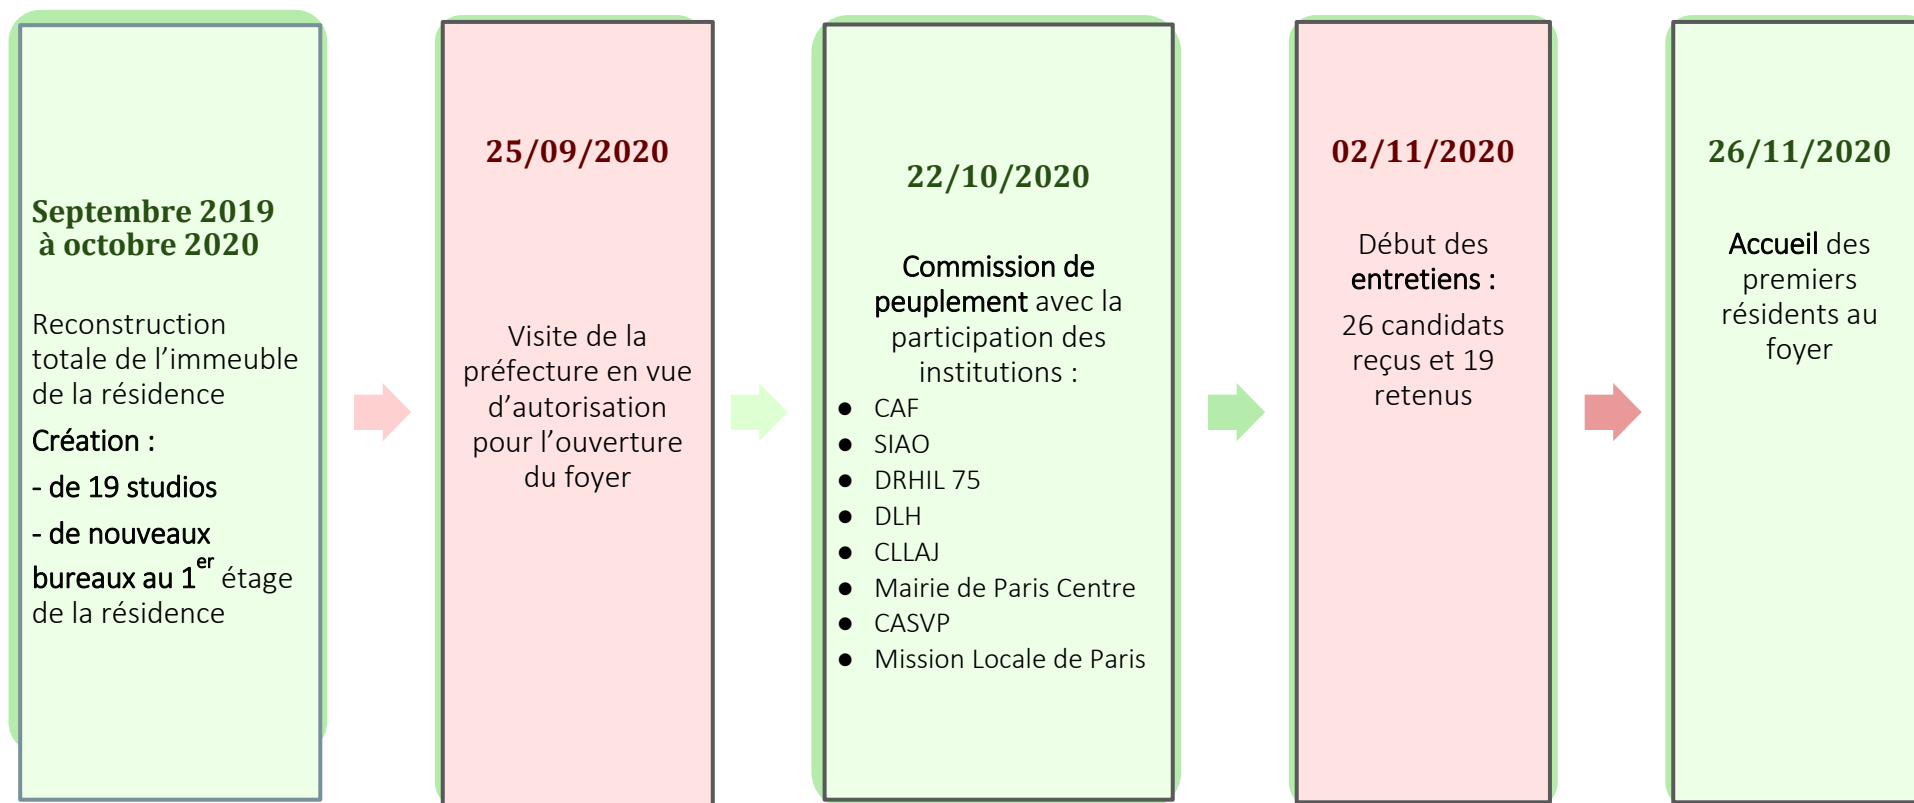 Septembre 2019
à octobre 2020
Reconstruction
totale de l’immeuble
de la résidence
Création :
- de 19 studios
- de nouveaux
bureaux au 1er étage
de la résidence
25/09/2020
Visite de la
préfecture en vue
d’autorisation
pour l’ouverture
du foyer
22/10/2020
Commission de
peuplement avec la
participation des
institutions :
● CAF
● SIAO
● DRHIL 75
● DLH
● CLLAJ
● Mairie de Paris Centre
● CASVP
● Mission Locale de Paris
02/11/2020
Début des
entretiens :
26 candidats
reçus et 19
retenus
26/11/2020
Accueil des
premiers
résidents au
foyer